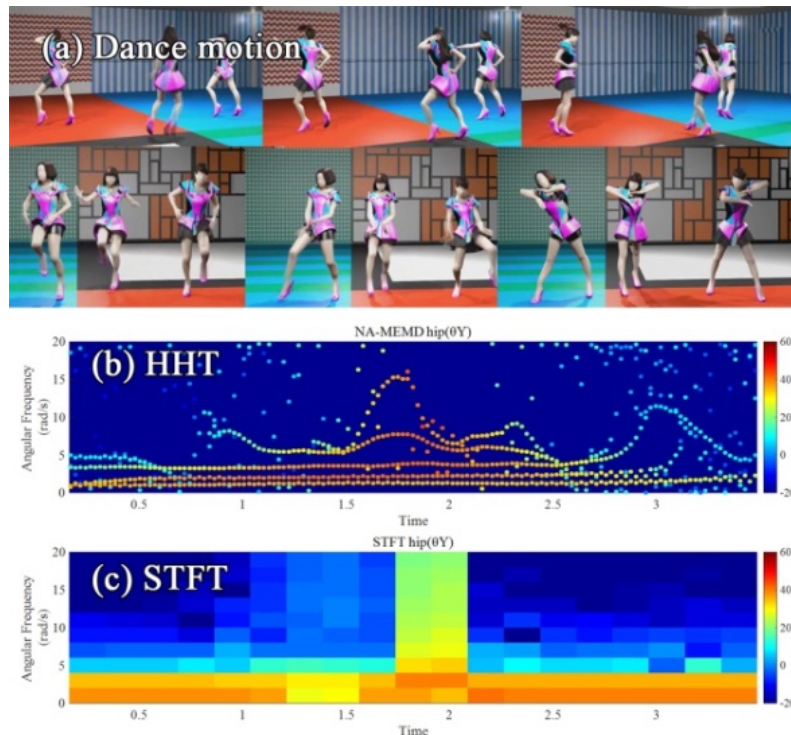 (a) Dance motion
NA-MEMD hip(θY)
(b) HHT
Angular Frequency
(rad/s)
20
15
10
5
0
0.5
1
1.5
2
2.5
3
Time
60
40
20
0
-20
STFT hip(θY)
(c) STFT
Angular Frequency
(rad/s)
20
15
10
5
0
0.5
1
1.5
2
2.5
3
Time
60
40
20
0